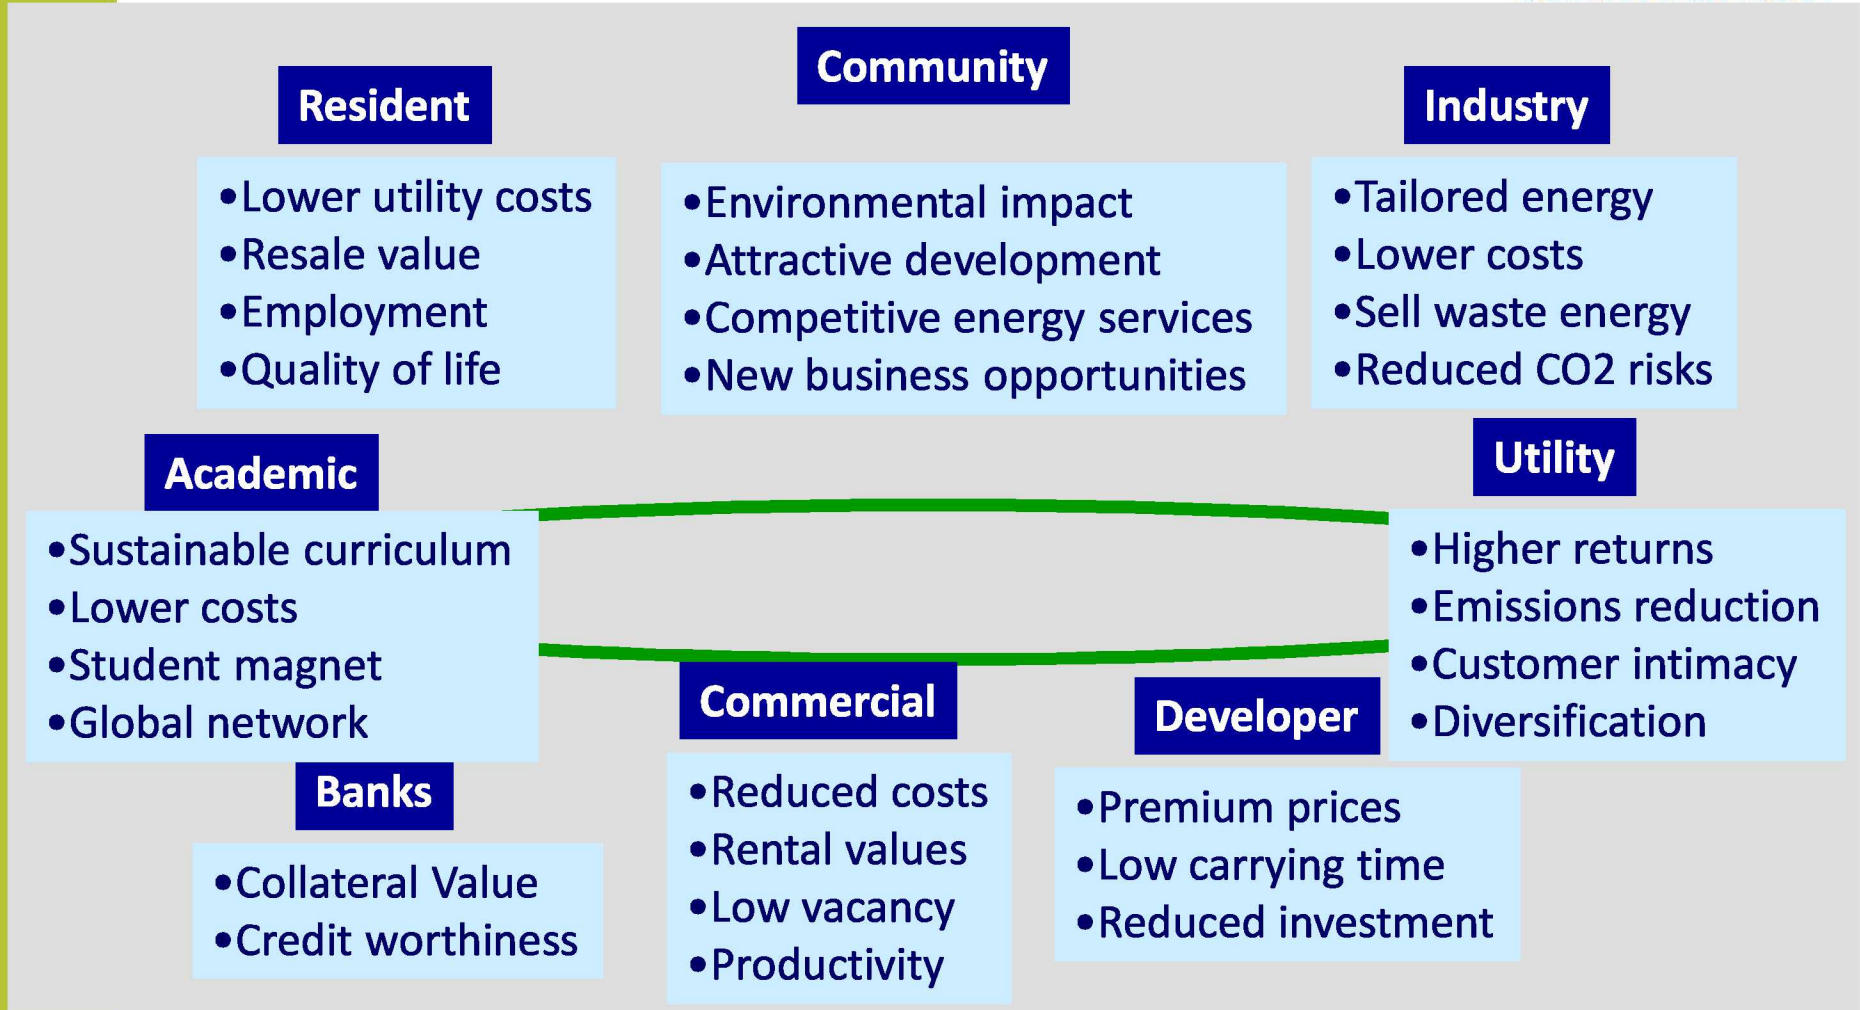 Resident
•Lower utility costs
•Resale value
•Employment
•Quality of life
Community
•Environmental impact
•Attractive development
•Competitive energy services
•New business opportunities
Industry
•Tailored energy
•Lower costs
•Sell waste energy
•Reduced CO2 risks
Academic
•Sustainable curriculum
•Lower costs
•Student magnet
•Global network
Utility
•Higher returns
•Emissions reduction
•Customer intimacy
•Diversification
Banks
•Collateral Value
•Credit worthiness
Commercial
•Reduced costs
•Rental values
•Low vacancy
•Productivity
Developer
•Premium prices
•Low carrying time
•Reduced investment